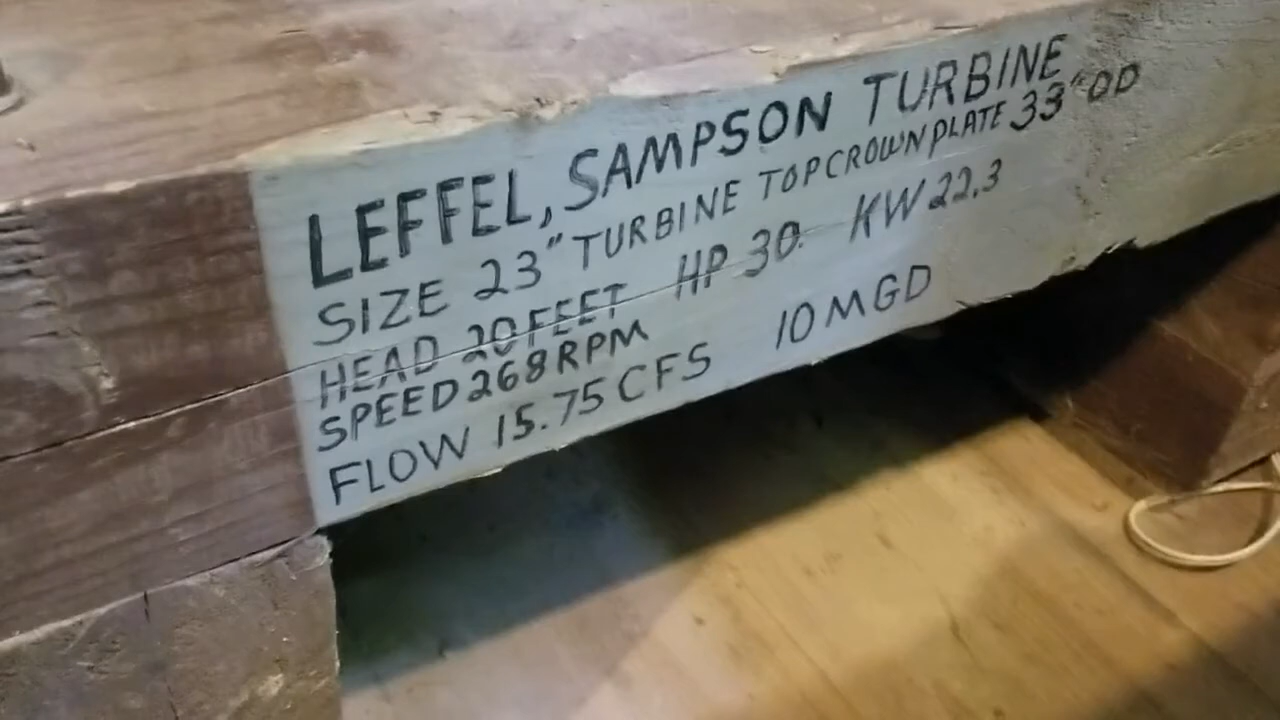 LEFFEL, SAMPSON TURBINE
SIZE 23" TURBINE TOP CROWN PLATE 33" OD
HEAD 20 FEET HP 30. KW 22.3
SPEED 268 RPM
FLOW 15.75 CFS 10 MGD